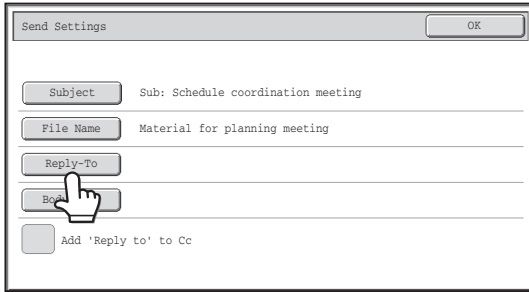 Send Settings OK
Subject Sub: Schedule coordination meeting
File Name Material for planning meeting
Reply-To
Add 'Reply to' to Cc